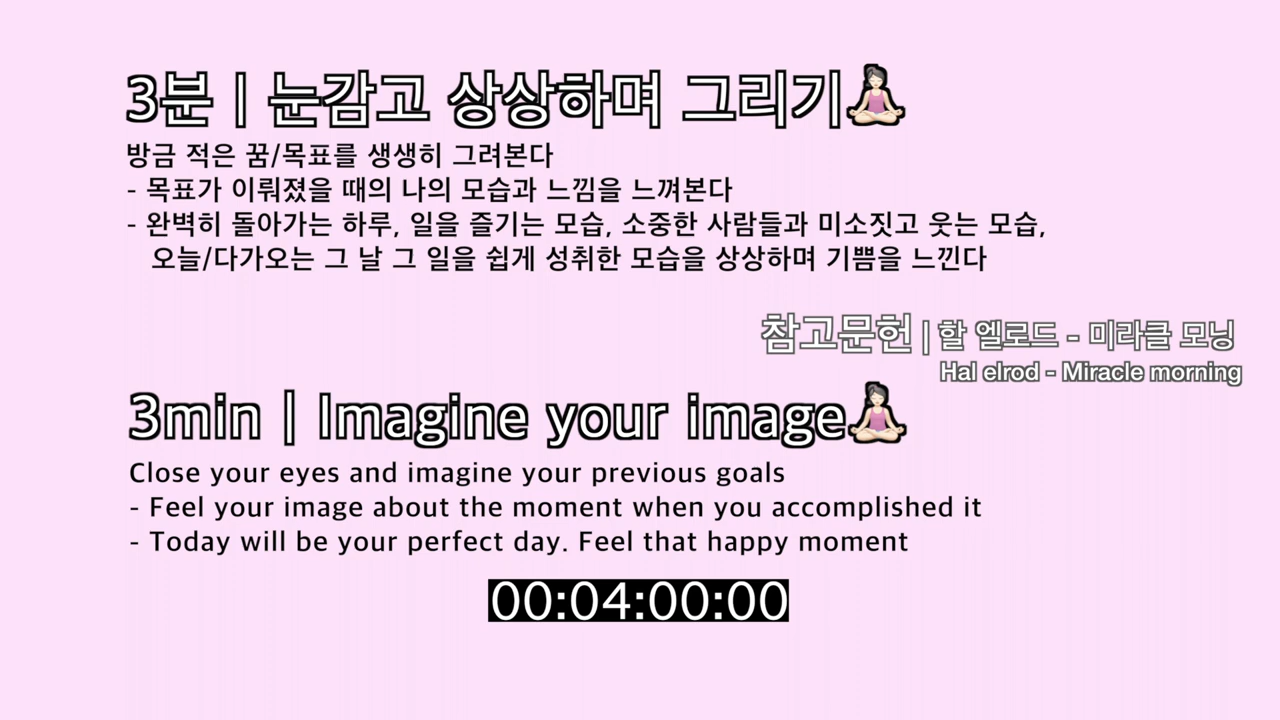 3분 | 눈감고 상상하며 그리기🧘🏻‍♀️
방금 적은 꿈/목표를 생생히 그려본다
- 목표가 이뤄졌을 때의 나의 모습과 느낌을 느껴본다
- 완벽히 돌아가는 하루, 일을 즐기는 모습, 소중한 사람들과 미소짓고 웃는 모습,
오늘/다가오는 그 날 그 일을 쉽게 성취한 모습을 상상하며 기쁨을 느낀다
참고문헌 | 할 엘로드 - 미라클 모닝
Hal elrod - Miracle morning
3min | Imagine your image🧘🏻‍♀️
Close your eyes and imagine your previous goals
- Feel your image about the moment when you accomplished it
- Today will be your perfect day. Feel that happy moment
00:04:00:00